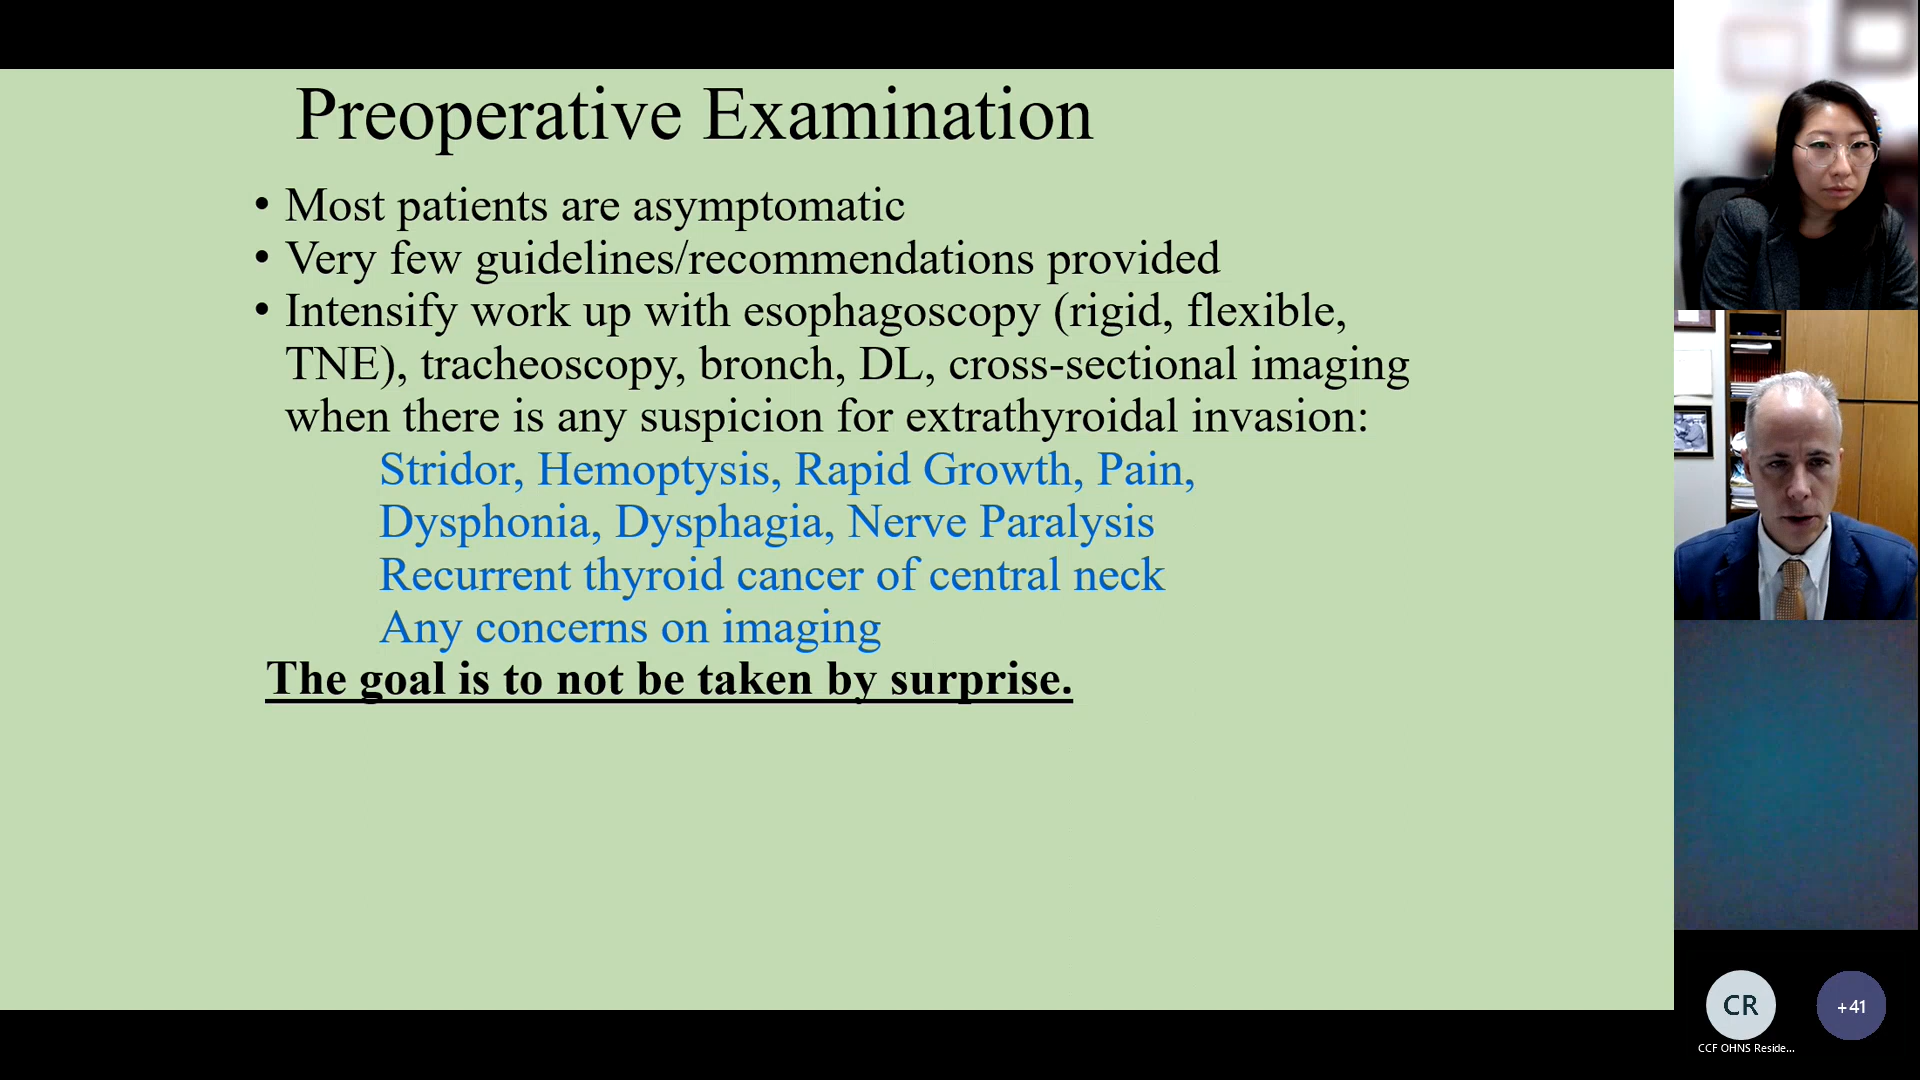 Preoperative Examination
• Most patients are asymptomatic
• Very few guidelines/recommendations provided
• Intensify work up with esophagoscopy (rigid, flexible,
TNE), tracheoscopy, bronch, DL, cross-sectional imaging
when there is any suspicion for extrathyroidal invasion:
Stridor, Hemoptysis, Rapid Growth, Pain,
Dysphonia, Dysphagia, Nerve Paralysis
Recurrent thyroid cancer of central neck
Any concerns on imaging
The goal is to not be taken by surprise.
CR
+41
CCF OHNS Reside...